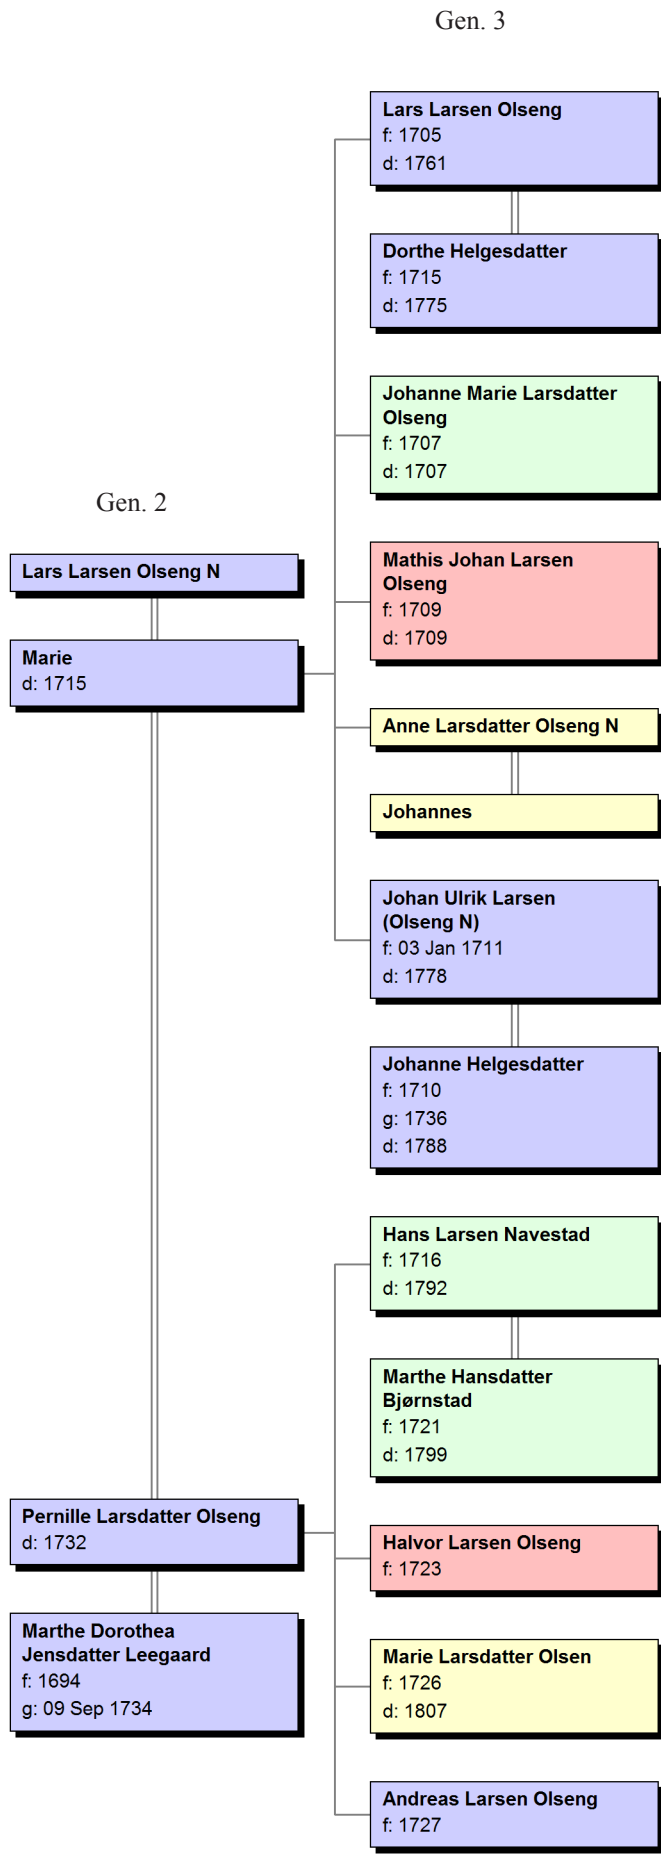 Gen. 3
Lars Larsen Olseng
f: 1705
d: 1761
Dorthe Helgesdatter
f: 1715
d: 1775
Johanne Marie Larsdatter
Olseng
f: 1707
d: 1707
Gen. 2
Lars Larsen Olseng N
Marie
d: 1715
Mathis Johan Larsen
Olseng
f: 1709
d: 1709
Anne Larsdatter Olseng N
Johannes
Johan Ulrik Larsen
(Olseng N)
f: 03 Jan 1711
d: 1778
Johanne Helgesdatter
f: 1710
g: 1736
d: 1788
Hans Larsen Navestad
f: 1716
d: 1792
Marthe Hansdatter
Bjørnstad
f: 1721
d: 1799
Pernille Larsdatter Olseng
d: 1732
Marthe Dorothea
Jensdatter Leegaard
f: 1694
g: 09 Sep 1734
Halvor Larsen Olseng
f: 1723
Marie Larsdatter Olsen
f: 1726
d: 1807
Andreas Larsen Olseng
f: 1727